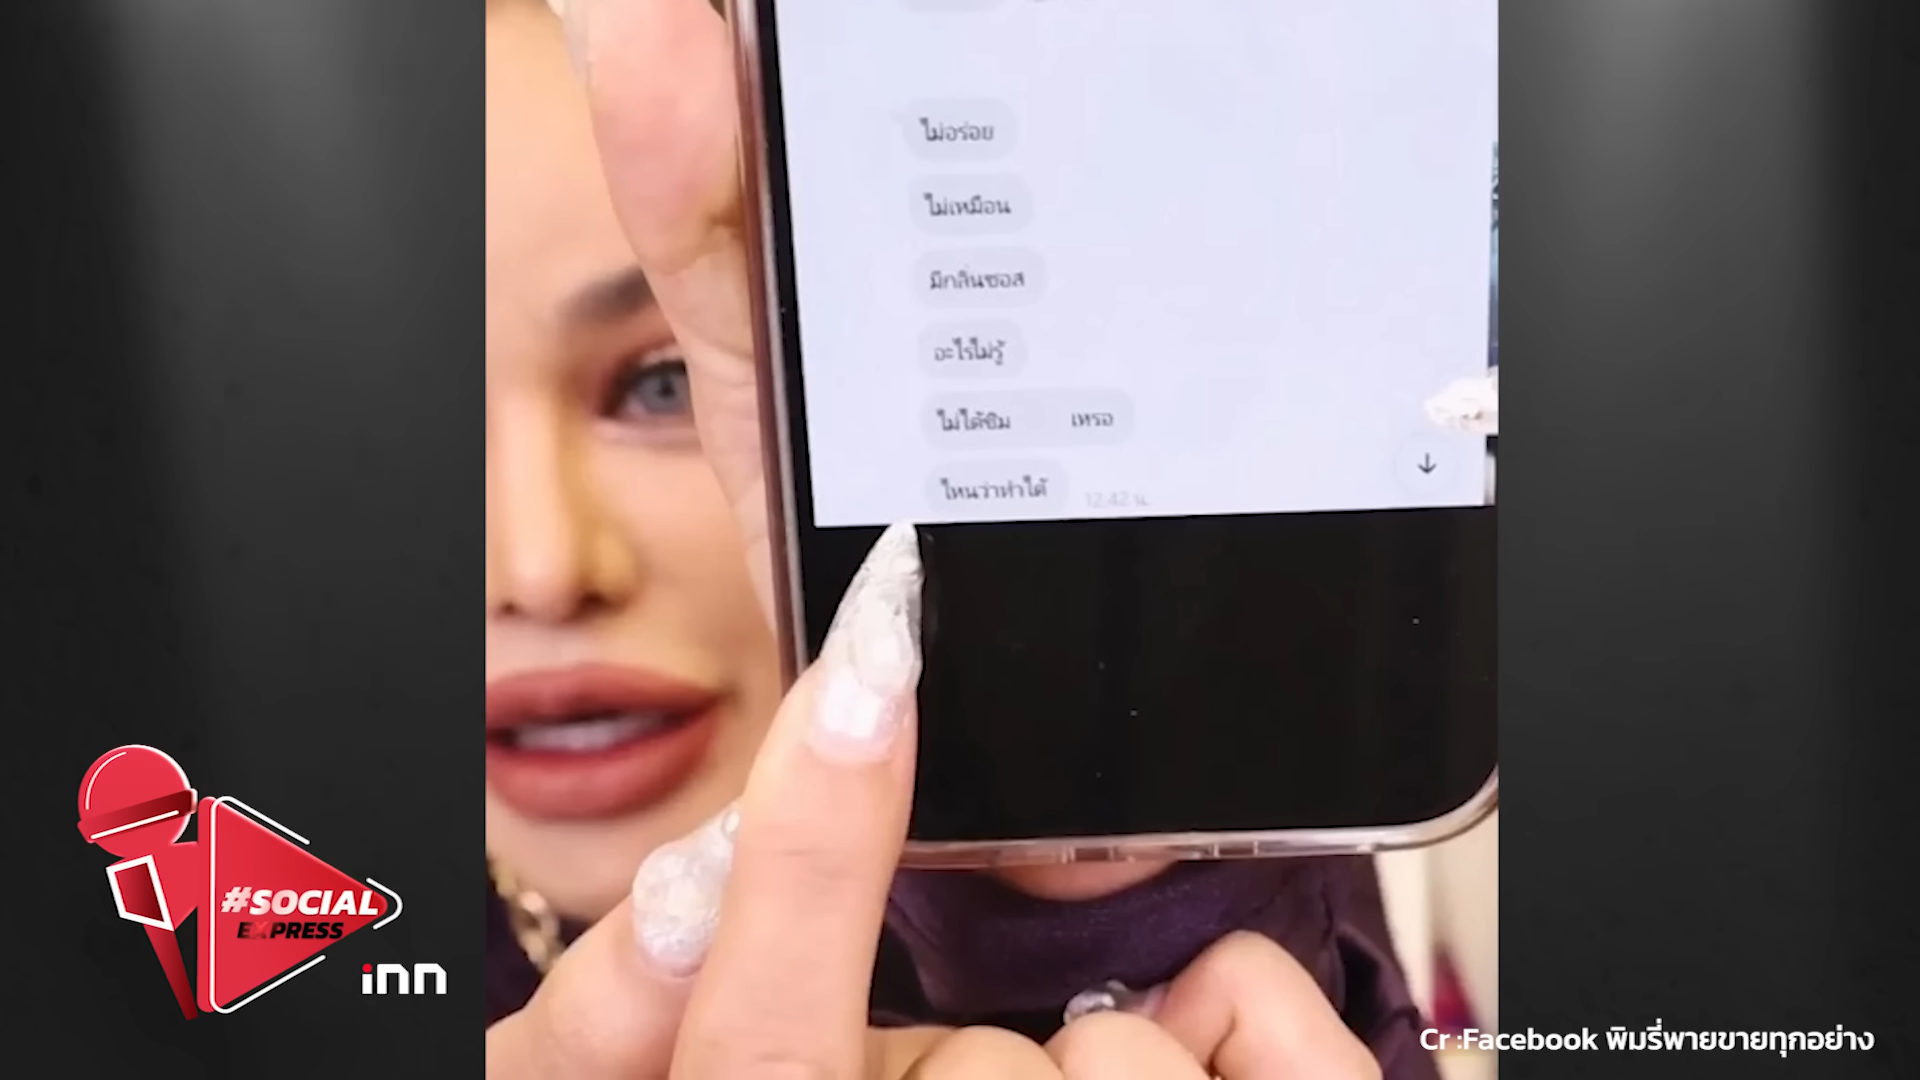 ไม่อร่อย
ไม่เหมือน
มีกลิ่นซอส
อะไรไม่รู้
ไม่ได้ชิม เหรอ
ไหนว่าทำได้
12.42 น.
#SOCIAL
EXPRESS
inn
Cr :Facebook พิมรี่พายขายทุกอย่าง